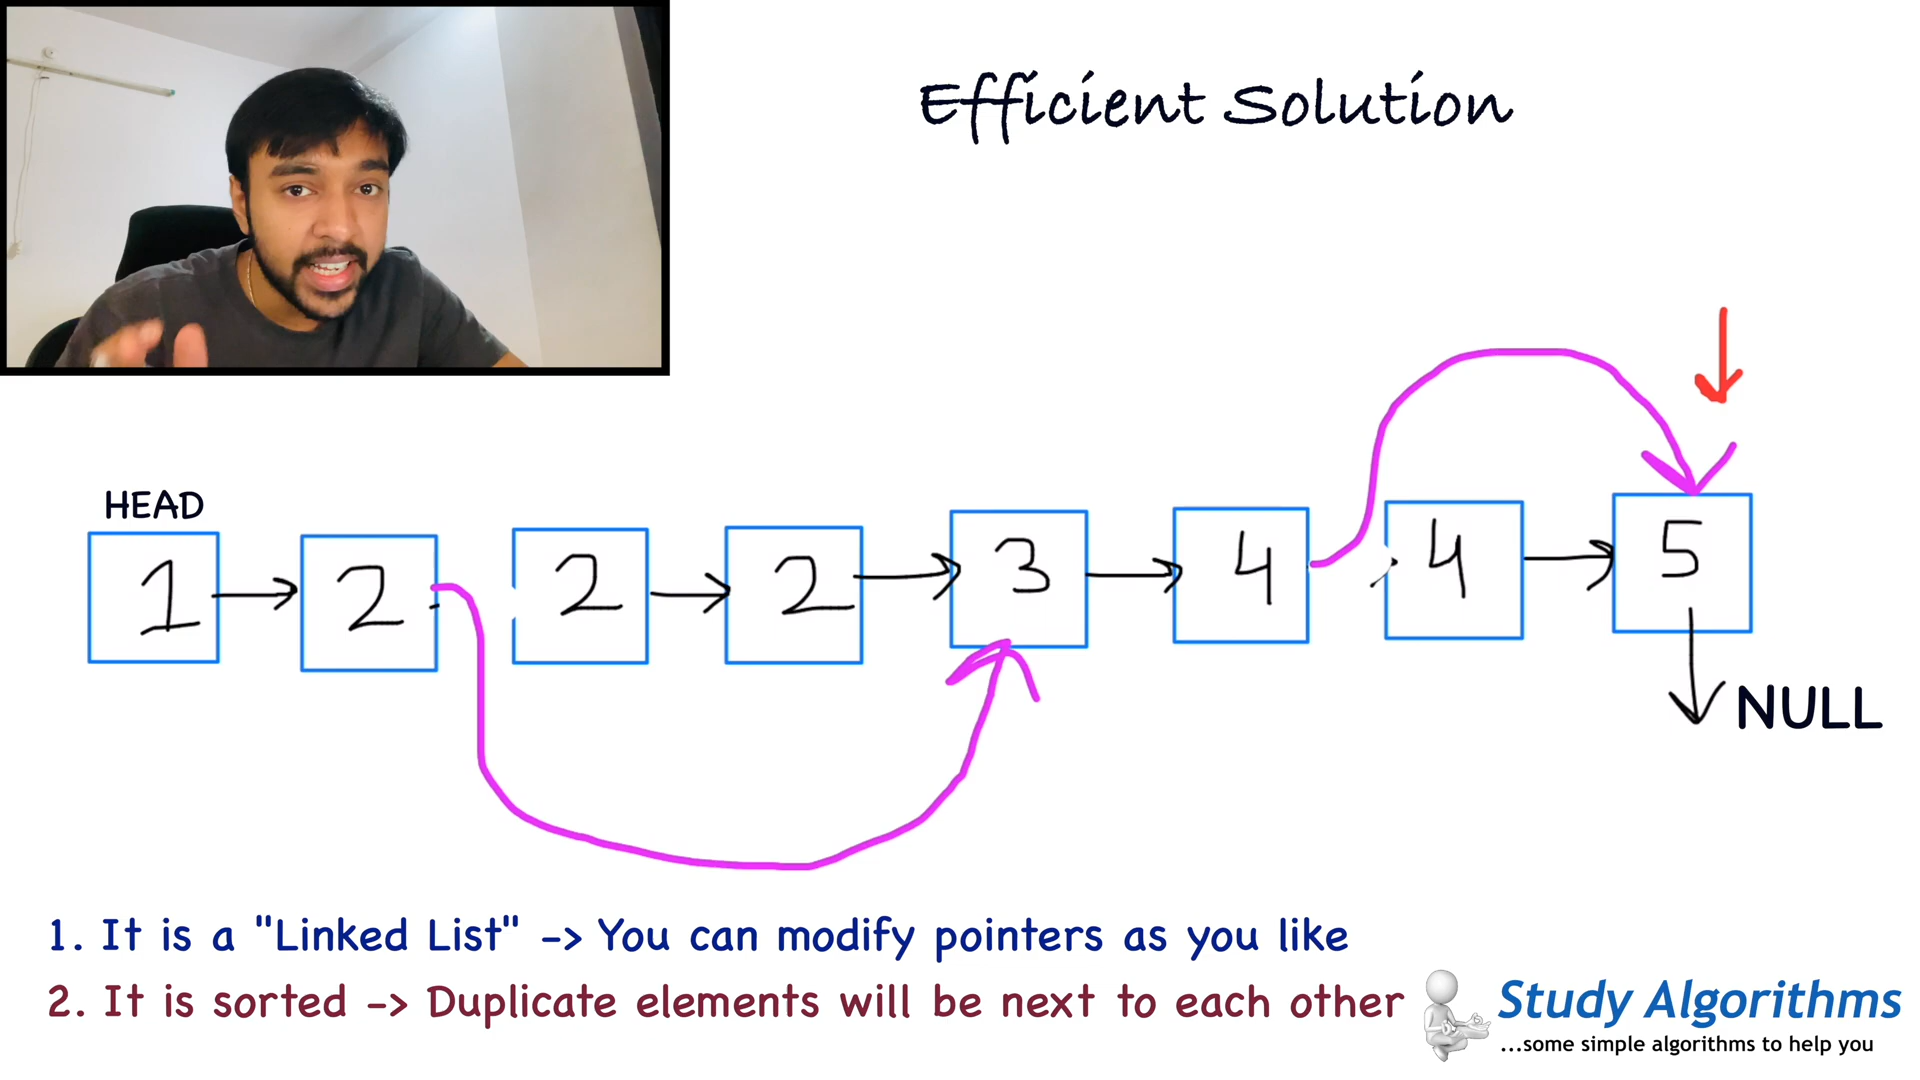 Efficient Solution
HEAD
1 2 2 2 3 4 4 5
NULL
1. It is a "Linked List" -> You can modify pointers as you like
2. It is sorted -> Duplicate elements will be next to each other
Study Algorithms
...some simple algorithms to help you